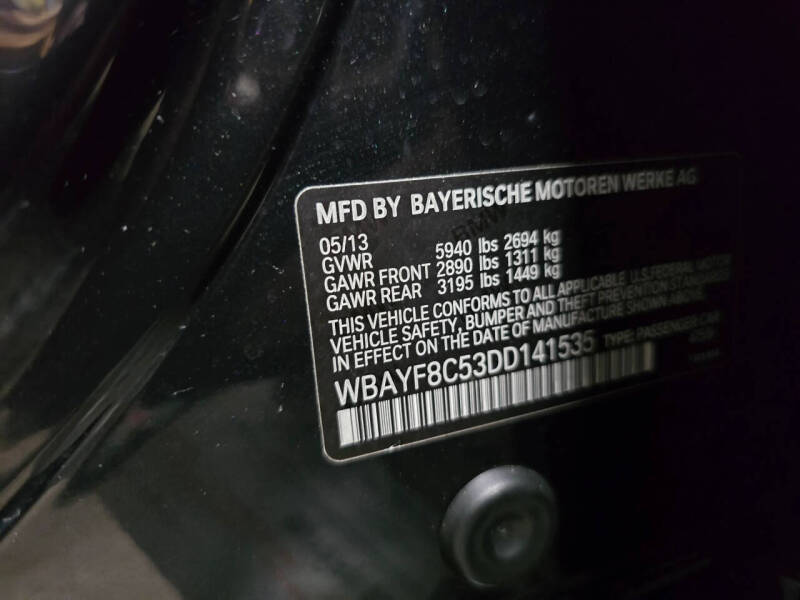 MFD BY BAYERISCHE MOTOREN WERKE AG
05/13
GVWR 5940 lbs 2694 kg
GAWR FRONT 2890 lbs 1311 kg
GAWR REAR 3195 lbs 1449 kg
THIS VEHICLE CONFORMS TO ALL APPLICABLE U.S. FEDERAL MOTOR
VEHICLE SAFETY, BUMPER AND THEFT PREVENTION STANDARDS
IN EFFECT ON THE DATE OF MANUFACTURE SHOWN ABOVE.
WBAYF8C53DD141535 TYPE: PASSENGER CAR